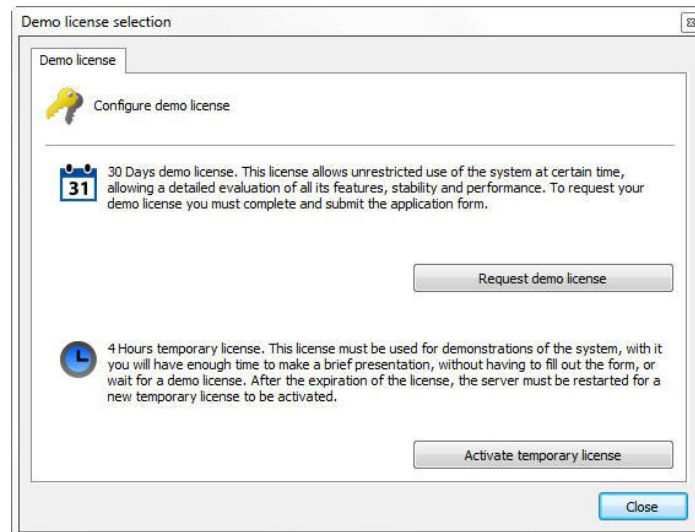 Demo license selection
Demo license
Configure demo license
31
30 Days demo license. This license allows unrestricted use of the system at certain time,
allowing a detailed evaluation of all its features, stability and performance. To request your
demo license you must complete and submit the application form.
Request demo license
4 Hours temporary license. This license must be used for demonstrations of the system, with it
you will have enough time to make a brief presentation, without having to fill out the form, or
wait for a demo license. After the expiration of the license, the server must be restarted for a
new temporary license to be activated.
Activate temporary license
Close